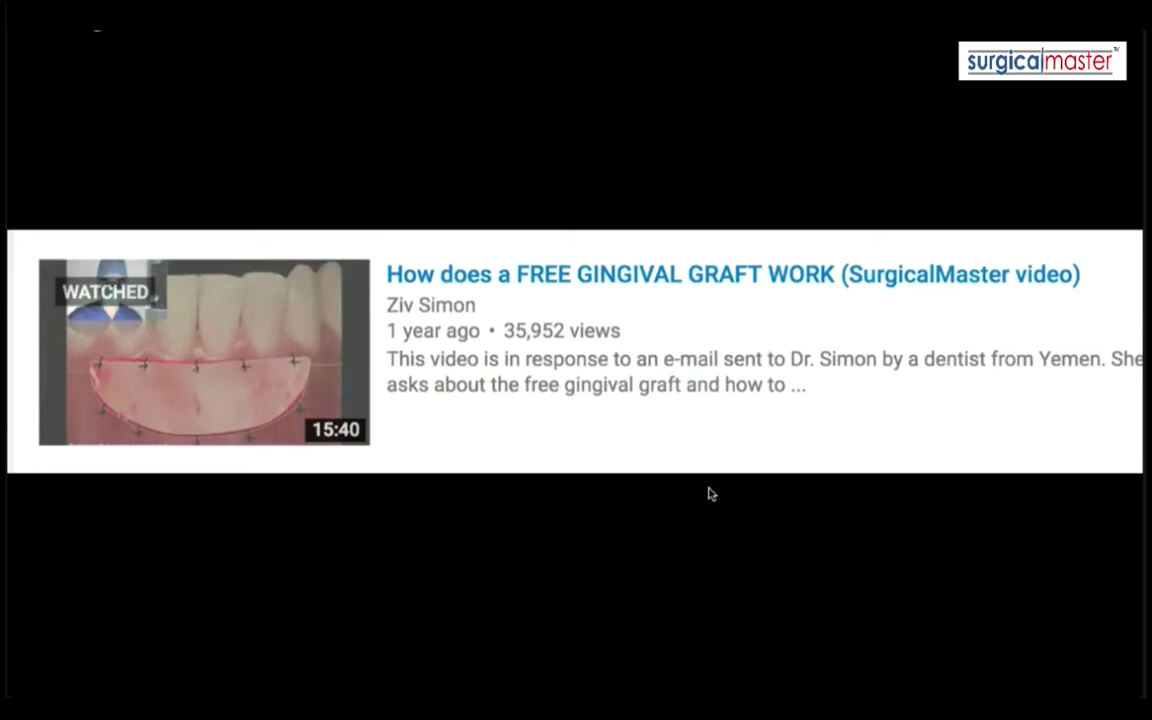 surgicalmaster™
How does a FREE GINGIVAL GRAFT WORK (SurgicalMaster video)
WATCHED
Ziv Simon
1 year ago • 35,952 views
This video is in response to an e-mail sent to Dr. Simon by a dentist from Yemen. She
asks about the free gingival graft and how to ...
15:40